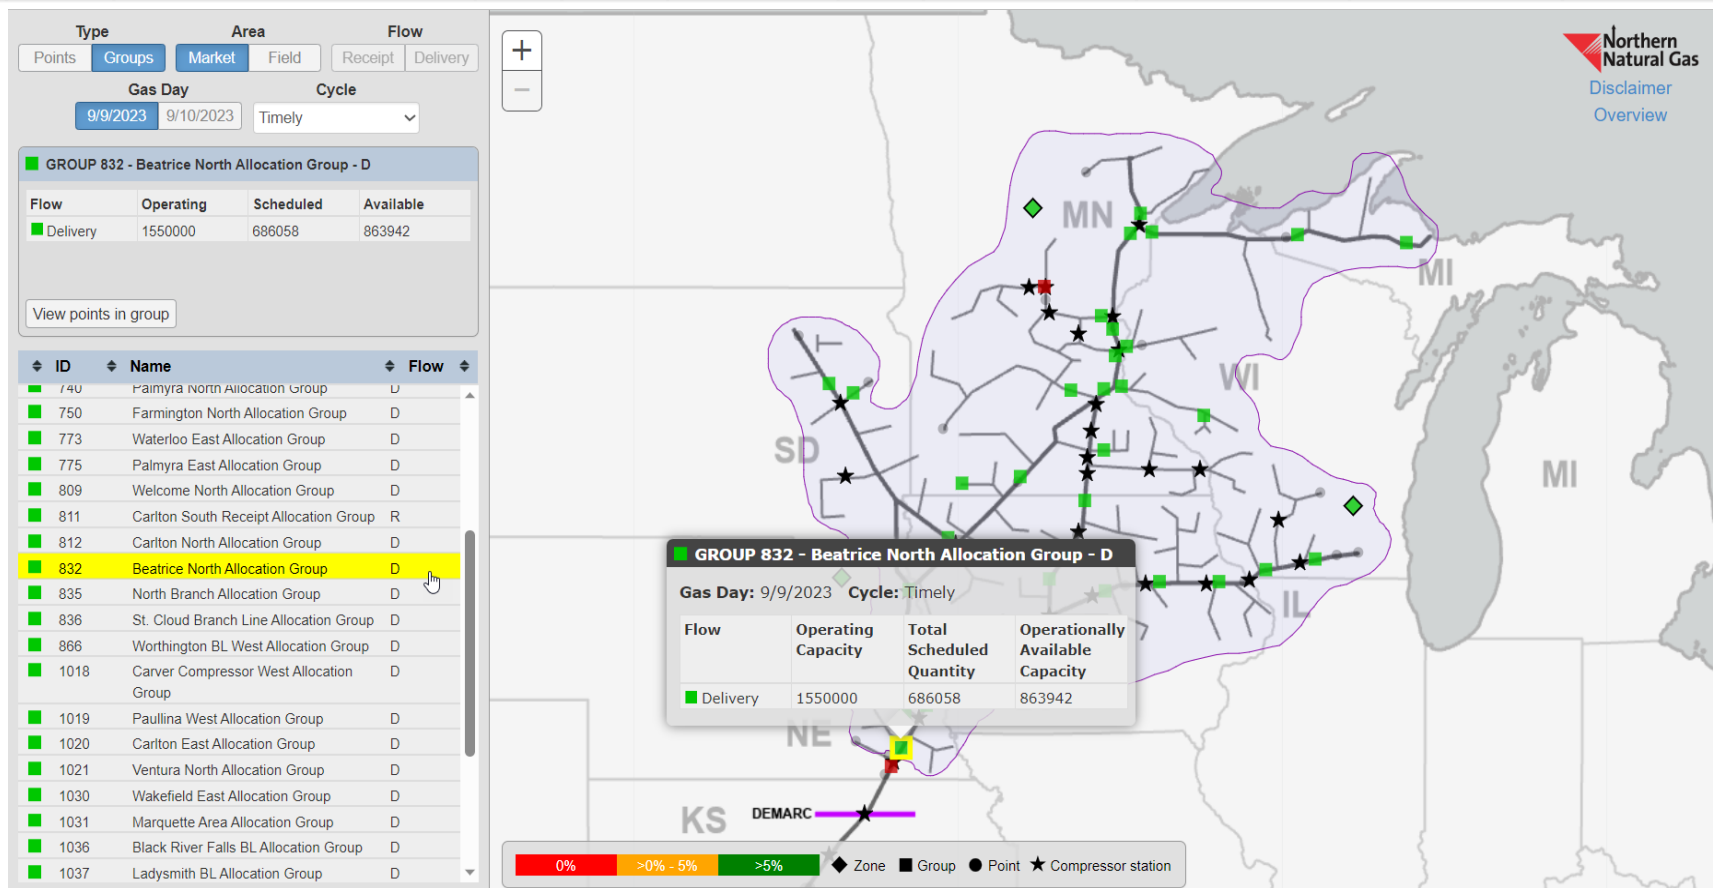 Type Area Flow
Points Groups Market Field Receipt Delivery
Gas Day Cycle
9/9/2023 9/10/2023 Timely
GROUP 832 - Beatrice North Allocation Group - D
Flow Operating Scheduled Available
Delivery 1550000 686058 863942
View points in group
ID Name Flow
740 Palmyra North Allocation Group D
750 Farmington North Allocation Group D
773 Waterloo East Allocation Group D
775 Palmyra East Allocation Group D
809 Welcome North Allocation Group D
811 Carlton South Receipt Allocation Group R
812 Carlton North Allocation Group D
832 Beatrice North Allocation Group D
835 North Branch Allocation Group D
836 St. Cloud Branch Line Allocation Group D
866 Worthington BL West Allocation Group D
1018 Carver Compressor West Allocation D
Group
1019 Paullina West Allocation Group D
1020 Carlton East Allocation Group D
1021 Ventura North Allocation Group D
1030 Wakefield East Allocation Group D
1031 Marquette Area Allocation Group D
1036 Black River Falls BL Allocation Group D
1037 Ladysmith BL Allocation Group D
+
−
Northern
Natural Gas
Disclaimer
Overview
MN
MI
WI
SD
MI
IL
NE
KS
DEMARC
GROUP 832 - Beatrice North Allocation Group - D
Gas Day: 9/9/2023 Cycle: Timely
Flow Operating Total Operationally
Capacity Scheduled Available
Quantity Capacity
Delivery 1550000 686058 863942
0% >0% - 5% >5% Zone Group Point Compressor station